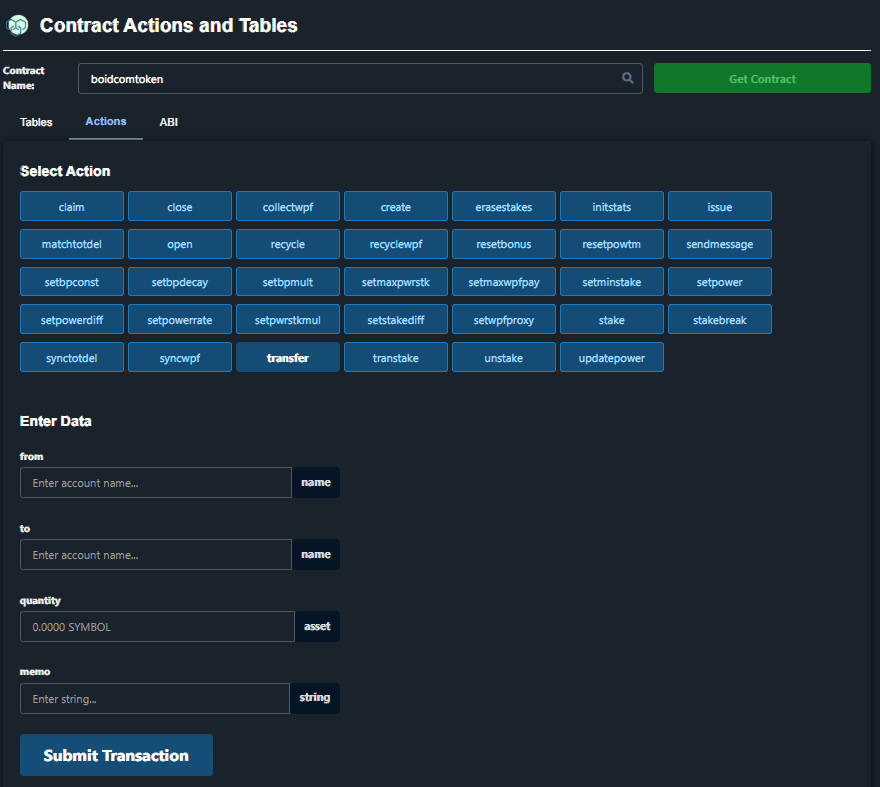 Contract Actions and Tables
Contract Name:
boidcomtoken
Get Contract
Tables Actions ABI
Select Action
claim close collectwpf create erasestakes initstats issue
matchtotdel open recycle recyclewpf resetbonus resetpowtm sendmessage
setbpconst setbpdecay setbpmult setmaxpwrstk setmaxwpfpay setminstake setpower
setpowerdiff setpowerrate setpwrstkmul setstakediff setwpfproxy stake stakebreak
synctotdel syncwpf transfer transtake unstake updatepower
Enter Data
from
Enter account name... name
to
Enter account name... name
quantity
0.0000 SYMBOL asset
memo
Enter string... string
Submit Transaction